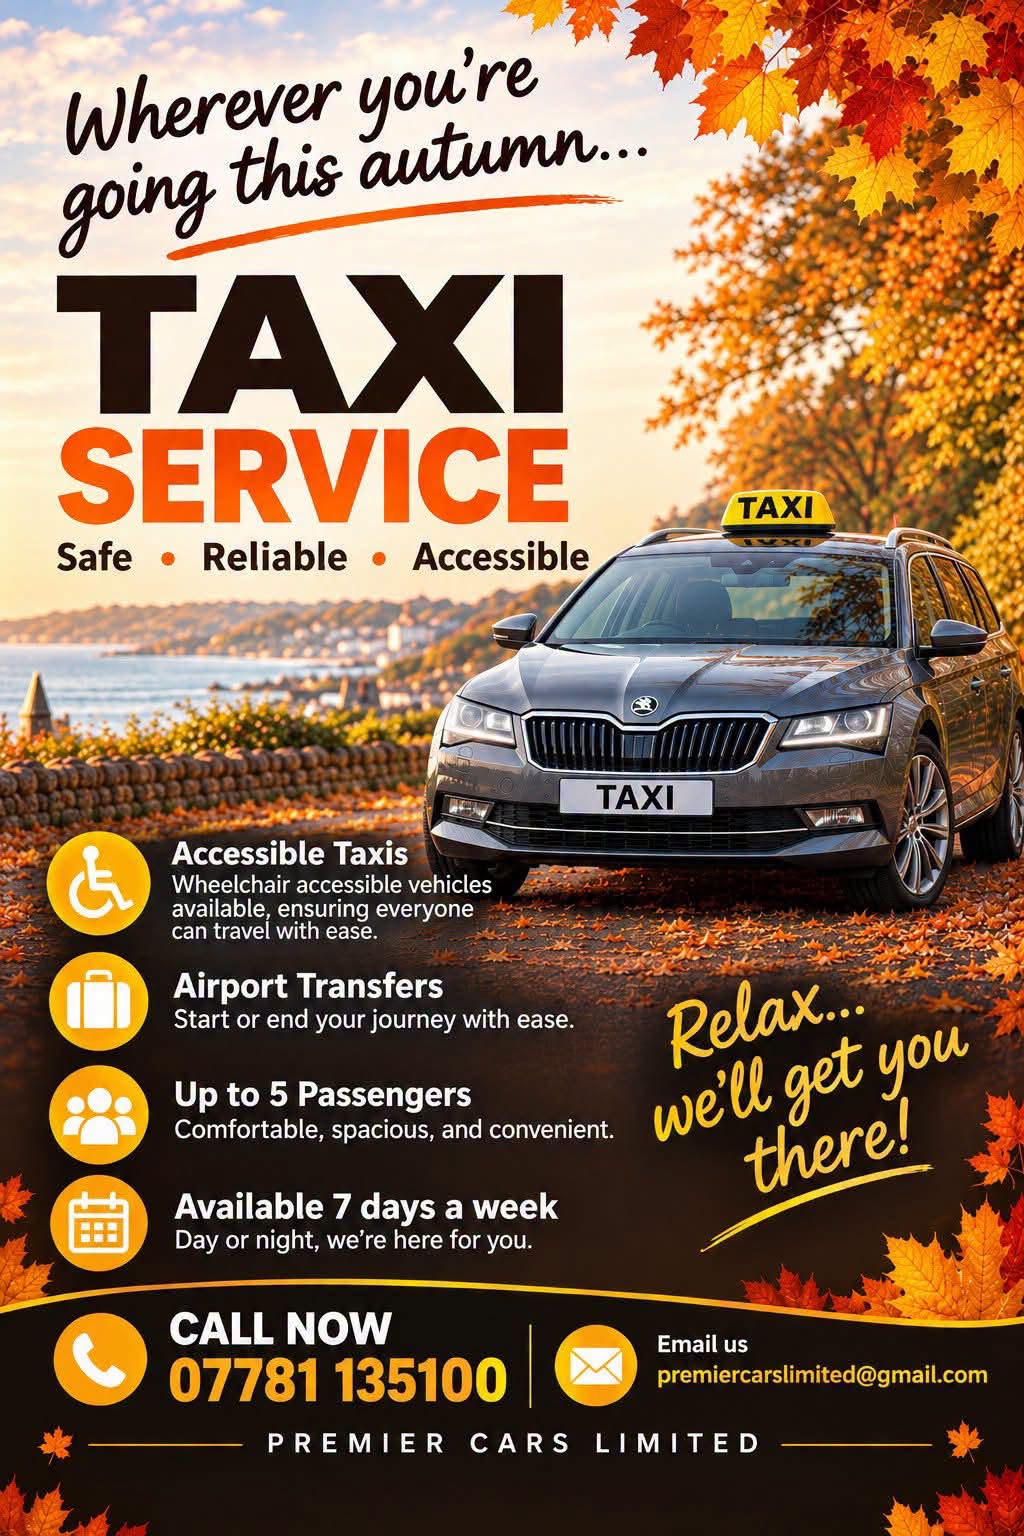 Wherever you're
going this autumn...
TAXI
SERVICE
Safe • Reliable • Accessible
TAXI
TAXI
Accessible Taxis
Wheelchair accessible vehicles
available, ensuring everyone
can travel with ease.
Airport Transfers
Start or end your journey with ease.
Relax...
we'll get you
there!
Up to 5 Passengers
Comfortable, spacious, and convenient.
Available 7 days a week
Day or night, we're here for you.
CALL NOW
07781 135100
Email us
premiercarslimited@gmail.com
PREMIER CARS LIMITED